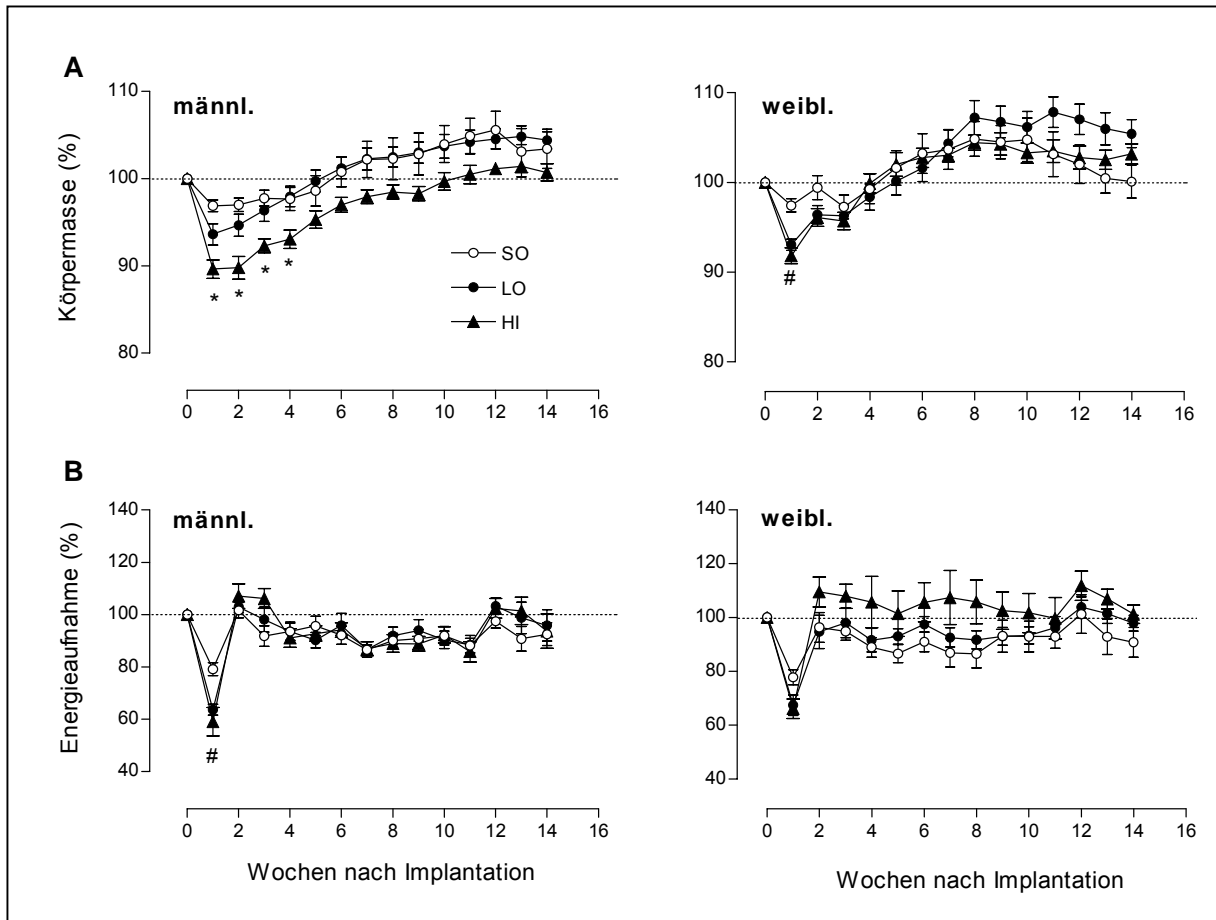 A
männl.
Körpermasse (%)
110
100
90
80
* * * *
SO
LO
HI
0 2 4 6 8 10 12 14 16
weibl.
110
100
90
80
#
0 2 4 6 8 10 12 14 16
B
männl.
Energieaufnahme (%)
140
120
100
80
60
40
#
0 2 4 6 8 10 12 14 16
Wochen nach Implantation
weibl.
140
120
100
80
60
40
0 2 4 6 8 10 12 14 16
Wochen nach Implantation